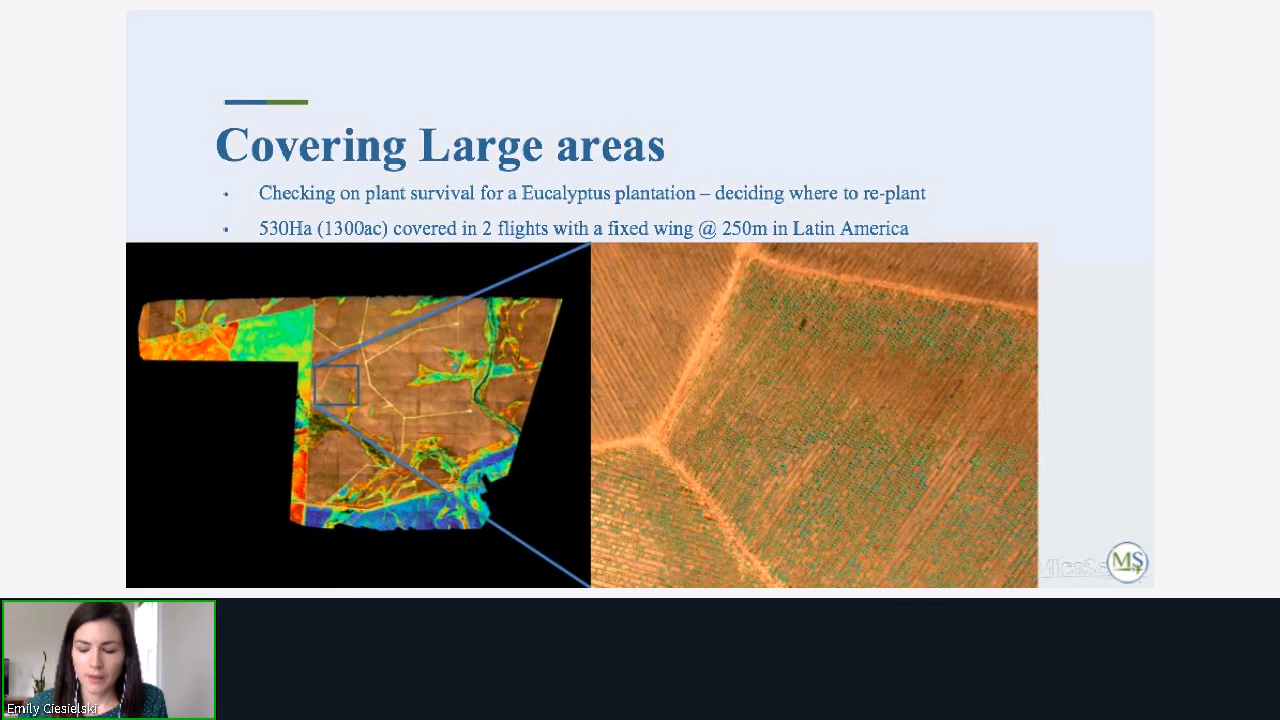 Covering Large areas
• Checking on plant survival for a Eucalyptus plantation – deciding where to re-plant
• 530Ha (1300ac) covered in 2 flights with a fixed wing @ 250m in Latin America
MS
Emily Ciesielski